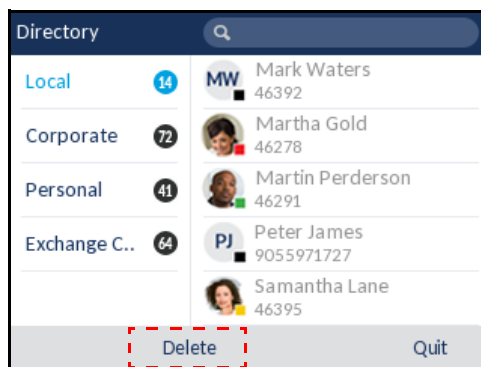 Directory
Local 14
Corporate 72
Personal 41
Exchange C.. 64
MW Mark Waters
46392
Martha Gold
46278
Martin Perderson
46291
PJ Peter James
9055971727
Samantha Lane
46395
Delete Quit